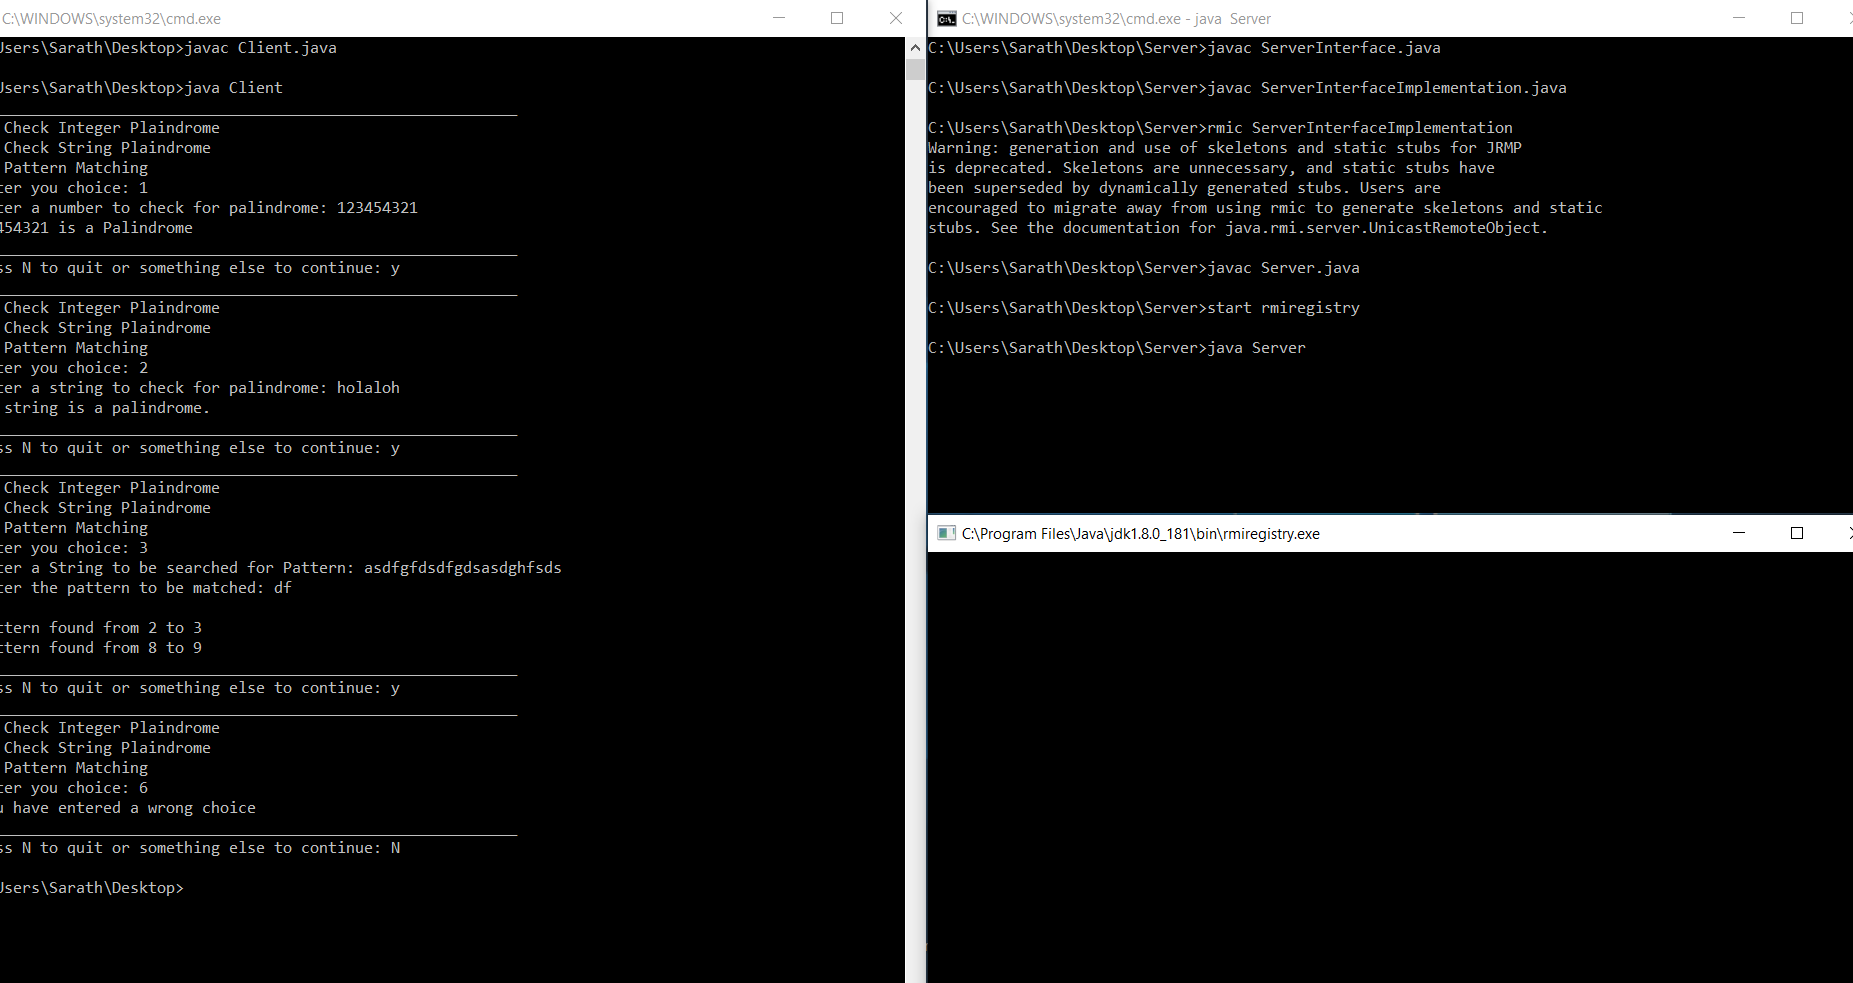 C:\WINDOWS\system32\cmd.exe
Users\Sarath\Desktop>javac Client.java
Users\Sarath\Desktop>java Client
Check Integer Plaindrome
Check String Plaindrome
Pattern Matching
ter you choice: 1
ter a number to check for palindrome: 123454321
454321 is a Palindrome
ss N to quit or something else to continue: y
Check Integer Plaindrome
Check String Plaindrome
Pattern Matching
ter you choice: 2
ter a string to check for palindrome: holaloh
string is a palindrome.
ss N to quit or something else to continue: y
Check Integer Plaindrome
Check String Plaindrome
Pattern Matching
ter you choice: 3
ter a String to be searched for Pattern: asdfgfdsdfgdsasdghfsds
ter the pattern to be matched: df
ttern found from 2 to 3
ttern found from 8 to 9
ss N to quit or something else to continue: y
Check Integer Plaindrome
Check String Plaindrome
Pattern Matching
ter you choice: 6
u have entered a wrong choice
ss N to quit or something else to continue: N
Users\Sarath\Desktop>
C:\WINDOWS\system32\cmd.exe - java  Server
C:\Users\Sarath\Desktop\Server>javac ServerInterface.java
C:\Users\Sarath\Desktop\Server>javac ServerInterfaceImplementation.java
C:\Users\Sarath\Desktop\Server>rmic ServerInterfaceImplementation
Warning: generation and use of skeletons and static stubs for JRMP
is deprecated. Skeletons are unnecessary, and static stubs have
been superseded by dynamically generated stubs. Users are
encouraged to migrate away from using rmic to generate skeletons and static
stubs. See the documentation for java.rmi.server.UnicastRemoteObject.
C:\Users\Sarath\Desktop\Server>javac Server.java
C:\Users\Sarath\Desktop\Server>start rmiregistry
C:\Users\Sarath\Desktop\Server>java Server
C:\Program Files\Java\jdk1.8.0_181\bin\rmiregistry.exe